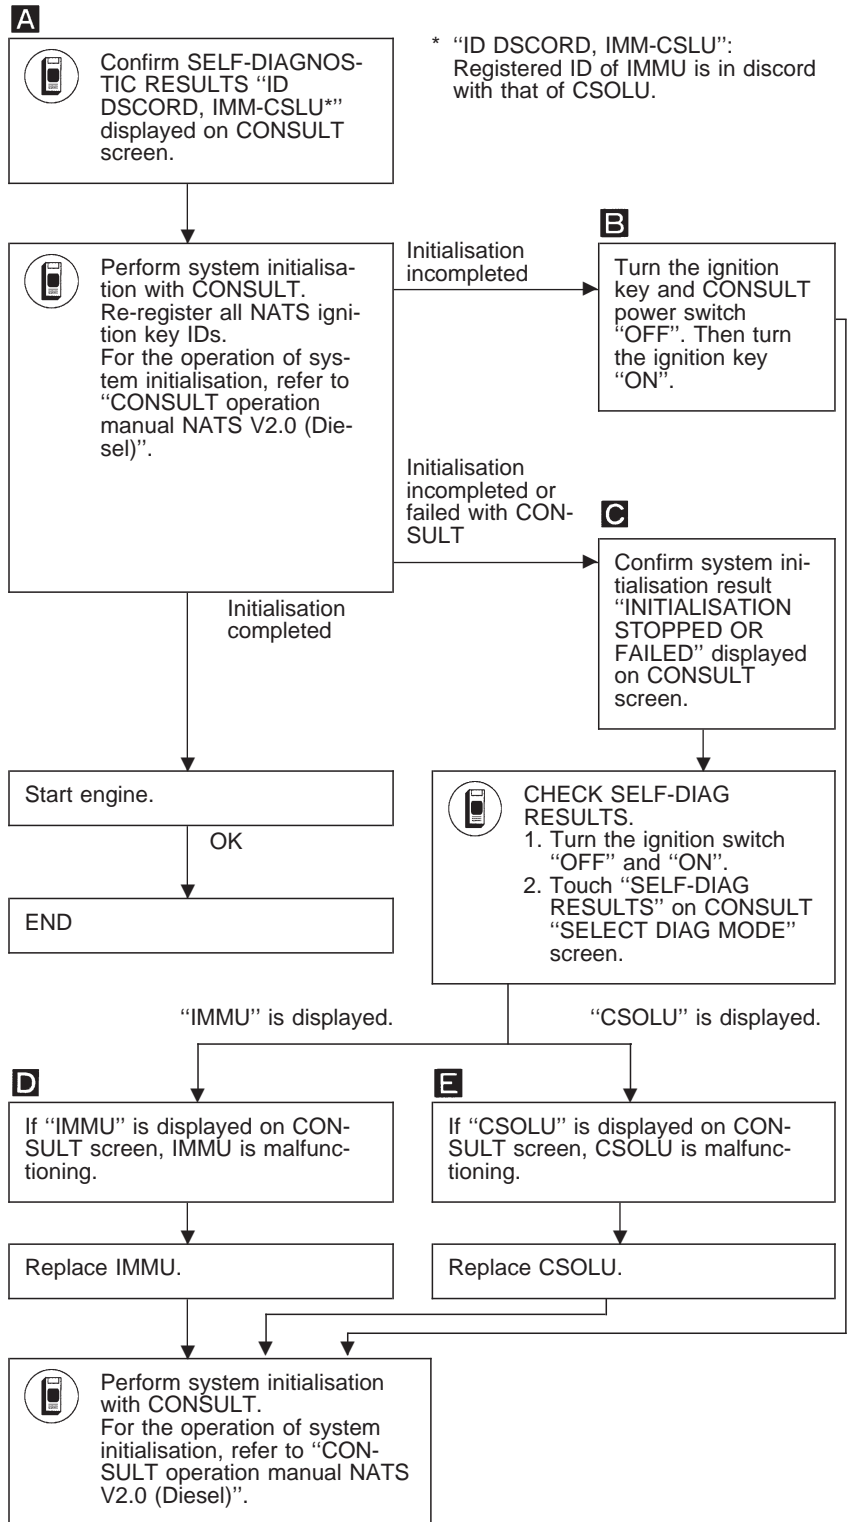 A
Confirm SELF-DIAGNOS-
TIC RESULTS “ID
DSCORD, IMM-CSLU*”
displayed on CONSULT
screen.
* “ID DSCORD, IMM-CSLU”:
Registered ID of IMMU is in discord
with that of CSOLU.
Perform system initialisa-
tion with CONSULT.
Re-register all NATS igni-
tion key IDs.
For the operation of sys-
tem initialisation, refer to
“CONSULT operation
manual NATS V2.0 (Die-
sel)”.
Initialisation
incompleted
B
Turn the ignition
key and CONSULT
power switch
“OFF”. Then turn
the ignition key
“ON”.
Initialisation
incompleted or
failed with CON-
SULT
C
Confirm system ini-
tialisation result
“INITIALISATION
STOPPED OR
FAILED” displayed
on CONSULT
screen.
Initialisation
completed
Start engine.
OK
END
CHECK SELF-DIAG
RESULTS.
1. Turn the ignition switch
“OFF” and “ON”.
2. Touch “SELF-DIAG
RESULTS” on CONSULT
“SELECT DIAG MODE”
screen.
“IMMU” is displayed.
“CSOLU” is displayed.
D
If “IMMU” is displayed on CON-
SULT screen, IMMU is malfunc-
tioning.
E
If “CSOLU” is displayed on CON-
SULT screen, CSOLU is malfunc-
tioning.
Replace IMMU.
Replace CSOLU.
Perform system initialisation
with CONSULT.
For the operation of system
initialisation, refer to “CON-
SULT operation manual NATS
V2.0 (Diesel)”.